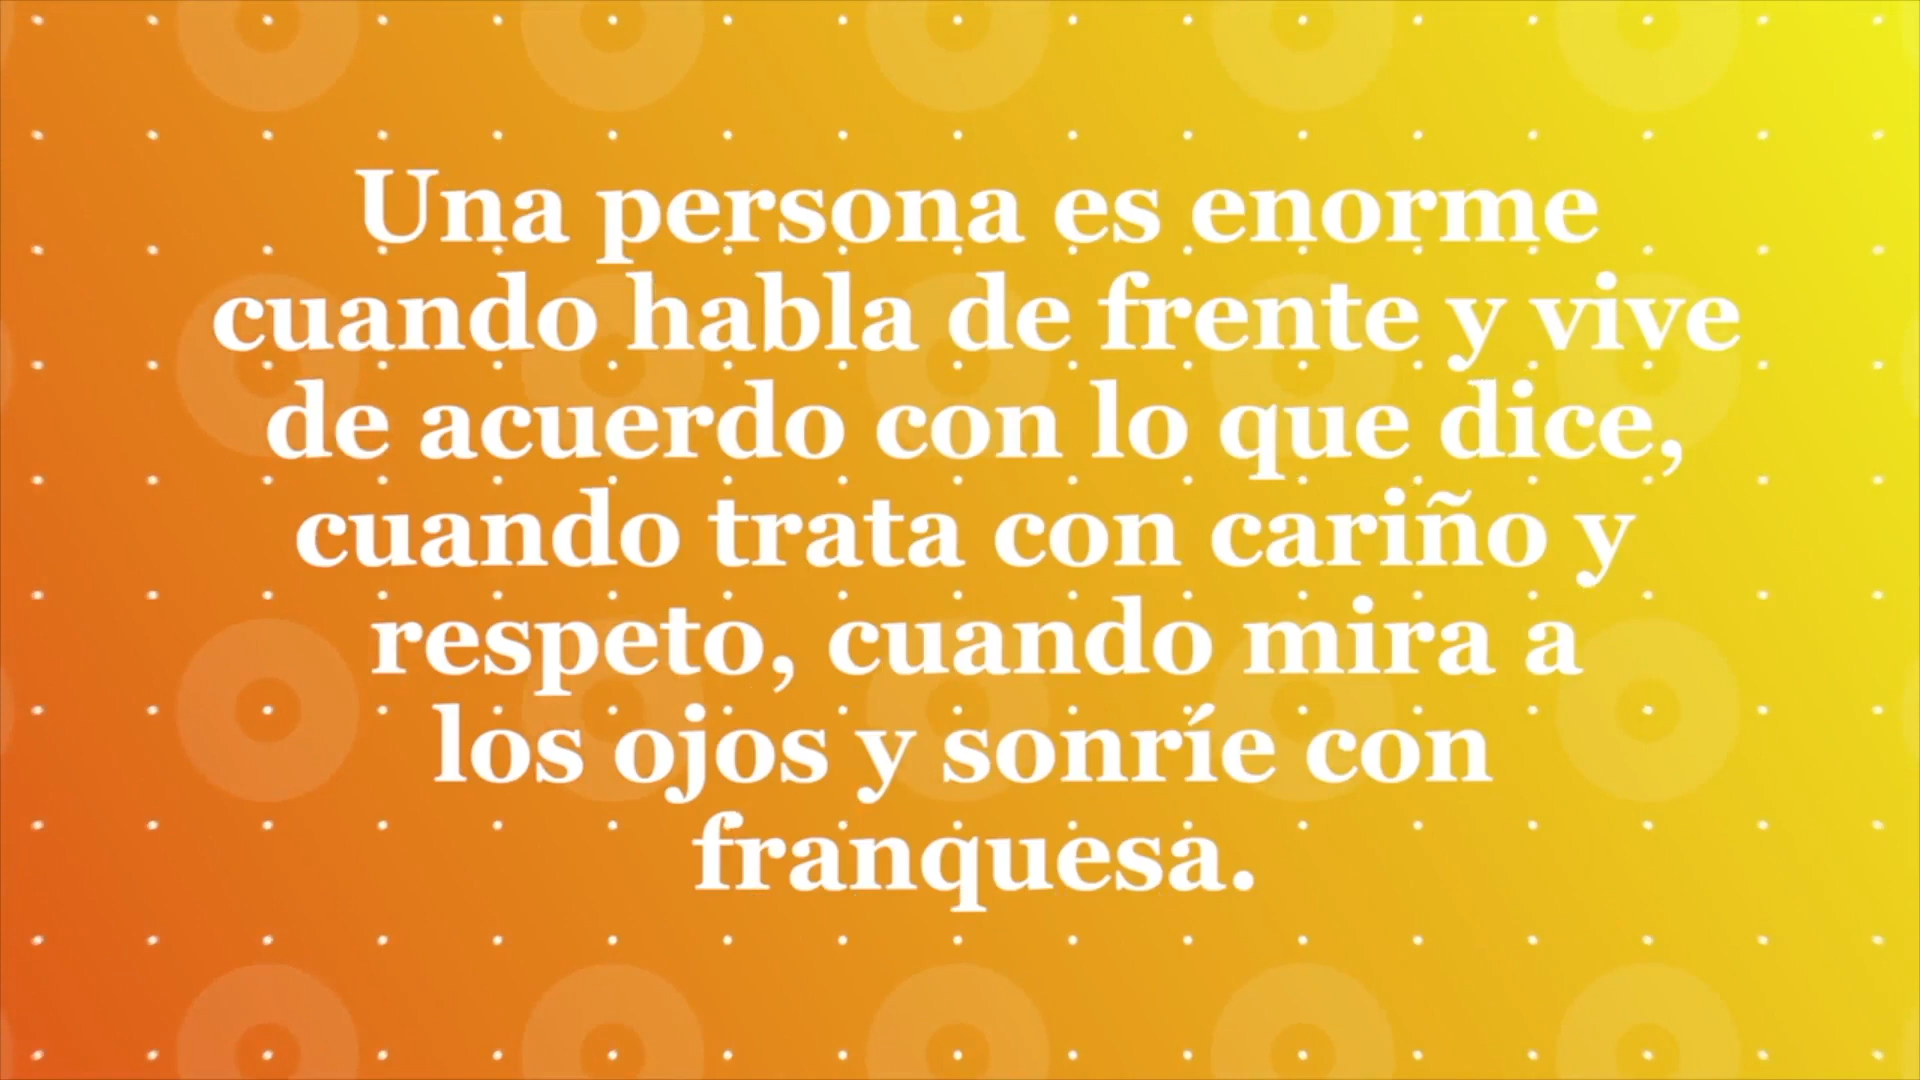 Una persona es enorme
cuando habla de frente y vive
de acuerdo con lo que dice,
cuando trata con cariño y
respeto, cuando mira a
los ojos y sonríe con
franquesa.